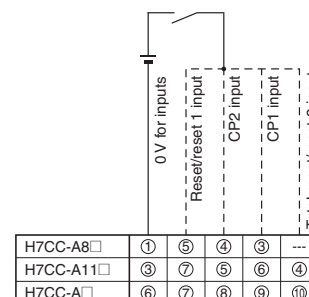 0 V for inputs
Reset/reset 1 input
CP2 input
CP1 input
H7CC-A8□ ① ⑤ ④ ③ ---
H7CC-A11□ ③ ⑦ ⑤ ⑥ ④
H7CC-A□ ⑥ ⑦ ⑧ ⑨ ⑩